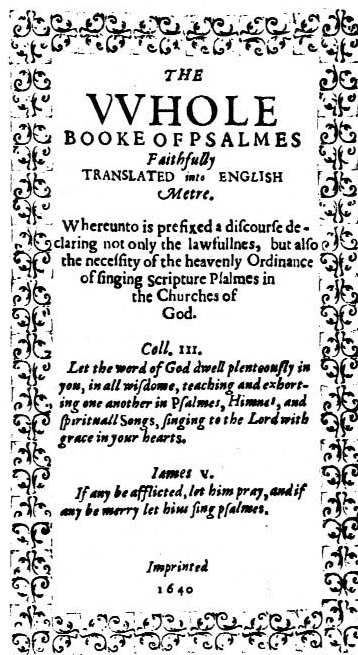 THE
VVHOLE
BOOKE OF PSALMES
Faithfully
TRANSLATED into ENGLISH
Metre.
Whereunto is prefixed a discourſe de-
claring not only the lawfullnes, but also
the neceſſity of the heavenly Ordinance
of ſinging Scripture Pſalmes in
the Churches of
God.
Coll. III.
Let the word of God dwell plenteouſly in
you, in all wiſdome, teaching and exhort-
ing one another in Pſalmes, Himnes, and
ſpirituall Songs, ſinging to the Lord with
grace in your hearts.
Iames v.
If any be afflicted, let him pray, and if
any be merry let him ſing pſalmes.
Imprinted
1640